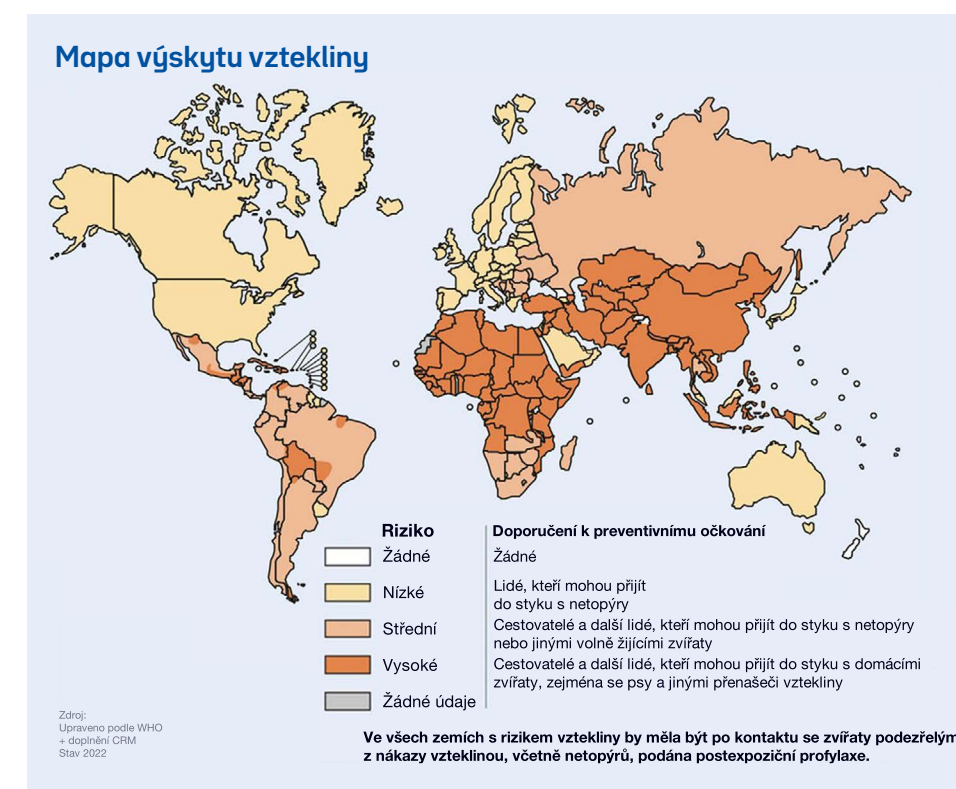 Mapa výskytu vztekliny
Riziko
Doporučení k preventivnímu očkování
Žádné
Žádné
Nízké
Lidé, kteří mohou přijít
do styku s netopýry
Střední
Cestovatelé a další lidé, kteří mohou přijít do styku s netopýry
nebo jinými volně žijícími zvířaty
Vysoké
Cestovatelé a další lidé, kteří mohou přijít do styku s domácími
zvířaty, zejména se psy a jinými přenašeči vztekliny
Žádné údaje
Zdroj:
Upraveno podle WHO
+ doplnění CRM
Stav 2022
Ve všech zemích s rizikem vztekliny by měla být po kontaktu se zvířaty podezřelým
z nákazy vzteklinou, včetně netopýrů, podána postexpoziční profylaxe.